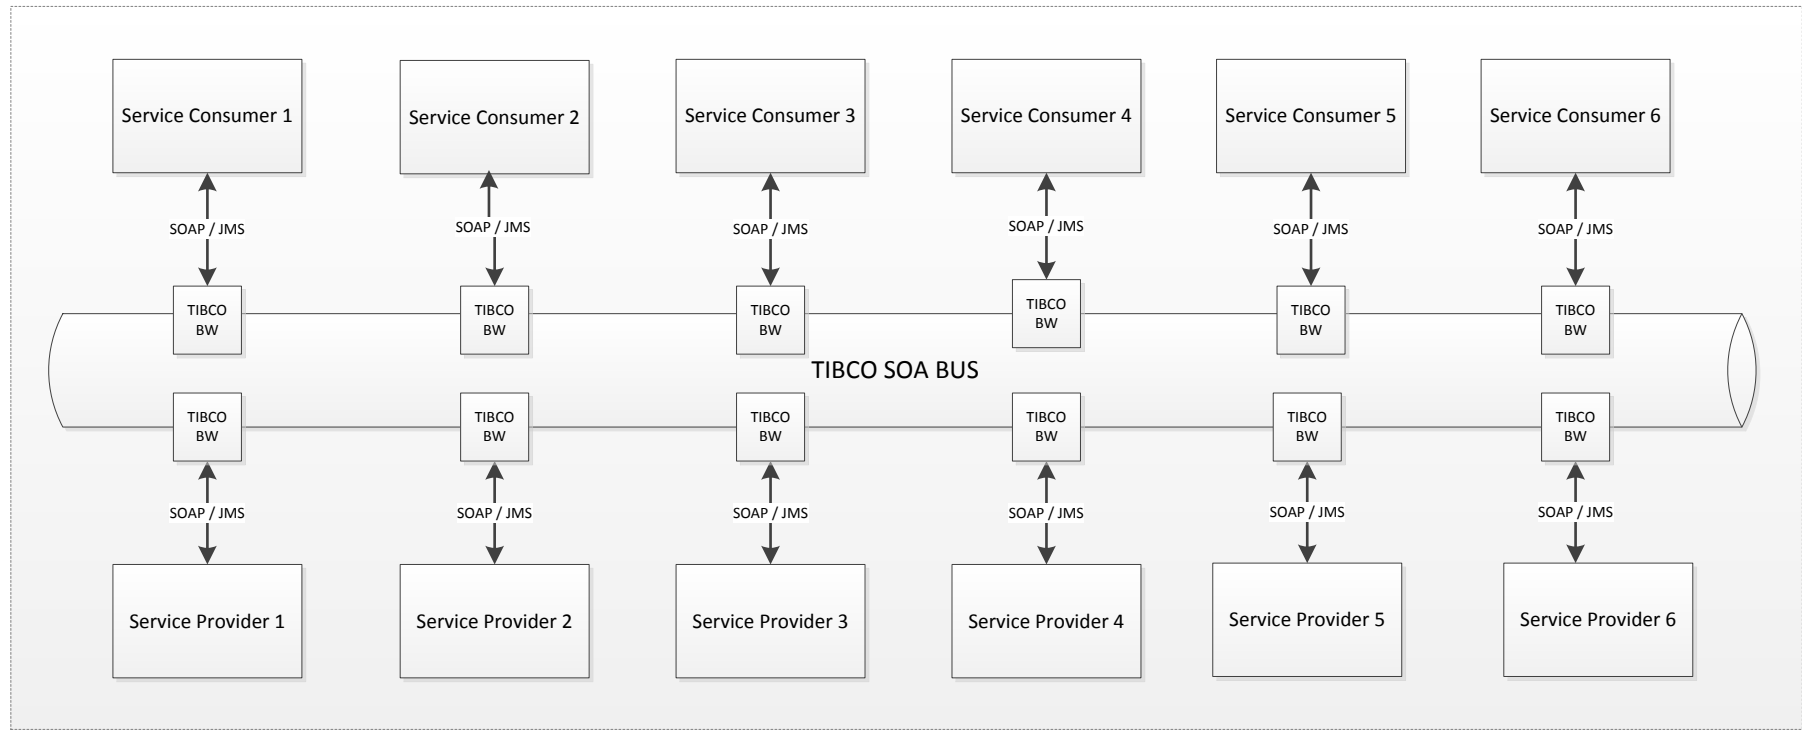 Service Consumer 1
Service Consumer 2
Service Consumer 3
Service Consumer 4
Service Consumer 5
Service Consumer 6
SOAP / JMS
SOAP / JMS
SOAP / JMS
SOAP / JMS
SOAP / JMS
SOAP / JMS
TIBCO
BW
TIBCO
BW
TIBCO
BW
TIBCO
BW
TIBCO
BW
TIBCO
BW
TIBCO SOA BUS
TIBCO
BW
TIBCO
BW
TIBCO
BW
TIBCO
BW
TIBCO
BW
TIBCO
BW
SOAP / JMS
SOAP / JMS
SOAP / JMS
SOAP / JMS
SOAP / JMS
SOAP / JMS
Service Provider 1
Service Provider 2
Service Provider 3
Service Provider 4
Service Provider 5
Service Provider 6